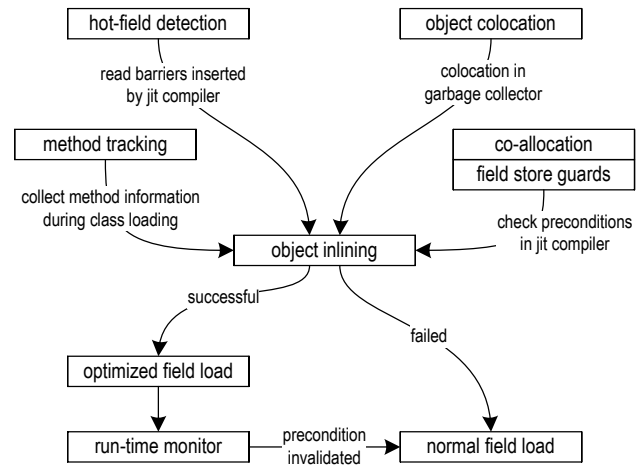 hot-field detection
object colocation
read barriers inserted
by jit compiler
colocation in
garbage collector
method tracking
co-allocation
field store guards
collect method information
during class loading
check preconditions
in jit compiler
object inlining
successful
failed
optimized field load
run-time monitor
precondition
invalidated
normal field load